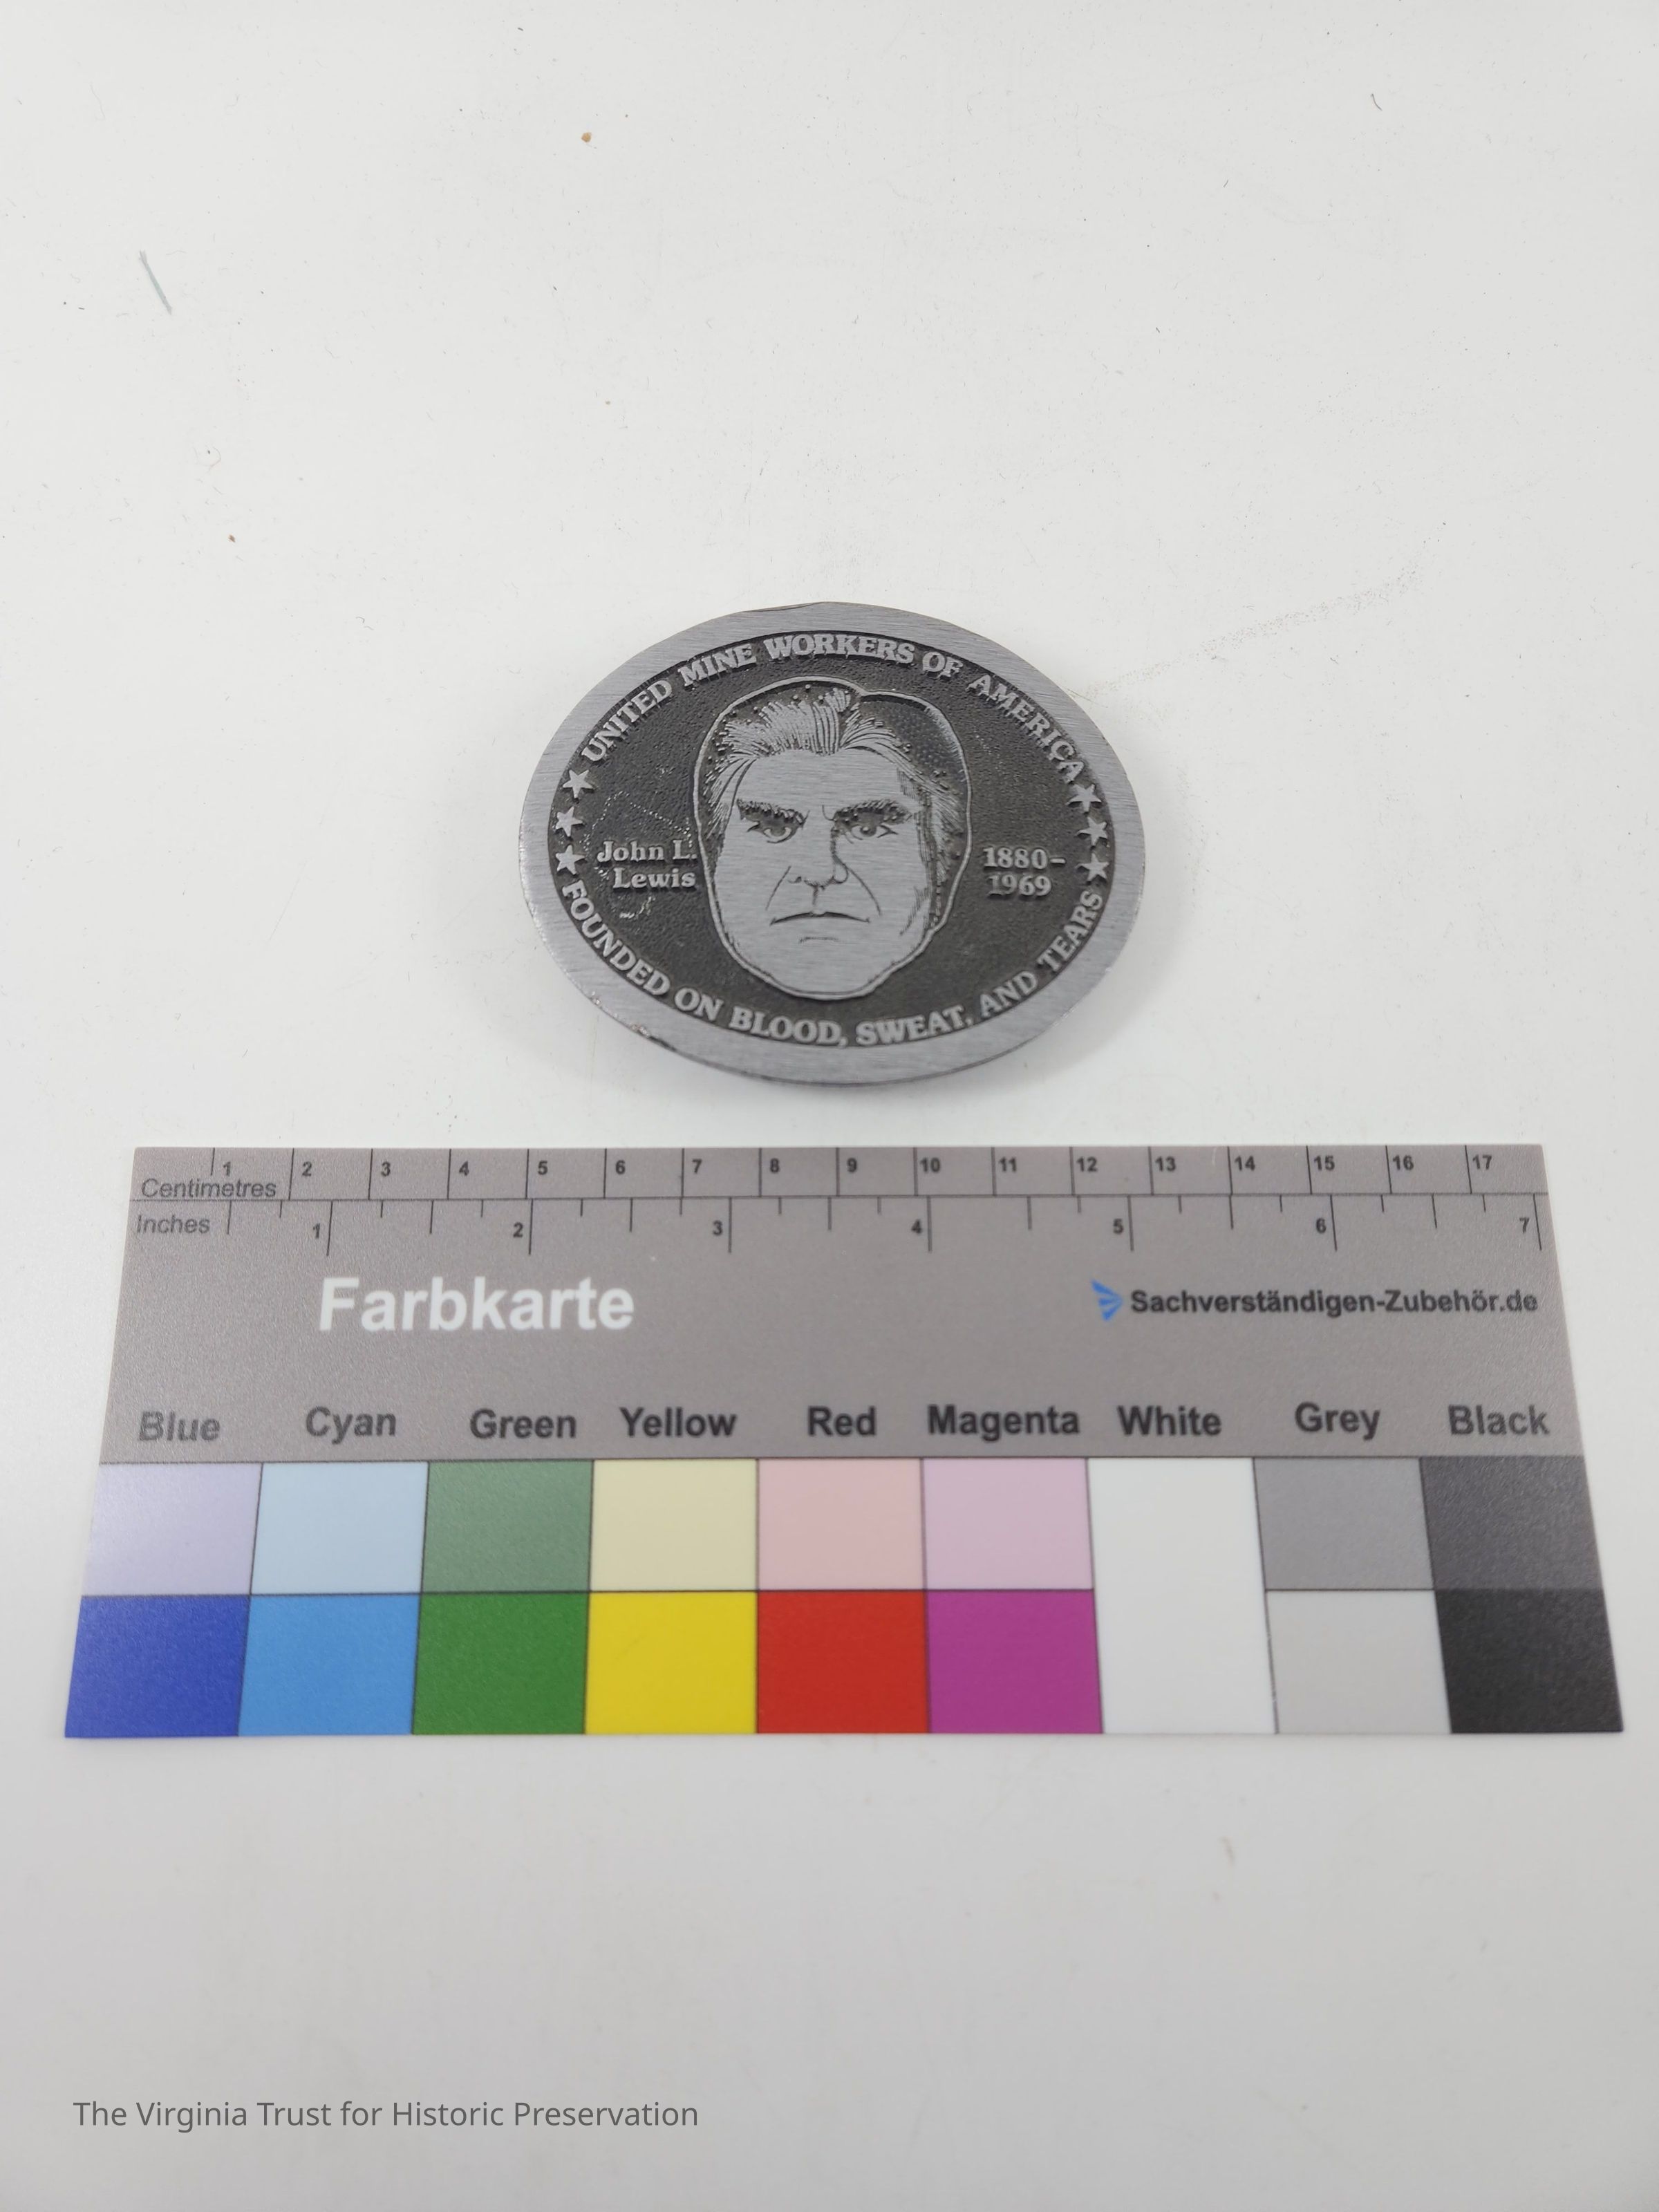 UNITED MINE WORKERS OF AMERICA
John L.
Lewis
1880-
1969
FOUNDED ON BLOOD, SWEAT, AND TEARS
1 2 3 4 5 6 7 8 9 10 11 12 13 14 15 16 17
Centimetres
Inches 1 2 3 4 5 6 7
Farbkarte
Sachverständigen-Zubehör.de
Blue Cyan Green Yellow Red Magenta White Grey Black
The Virginia Trust for Historic Preservation